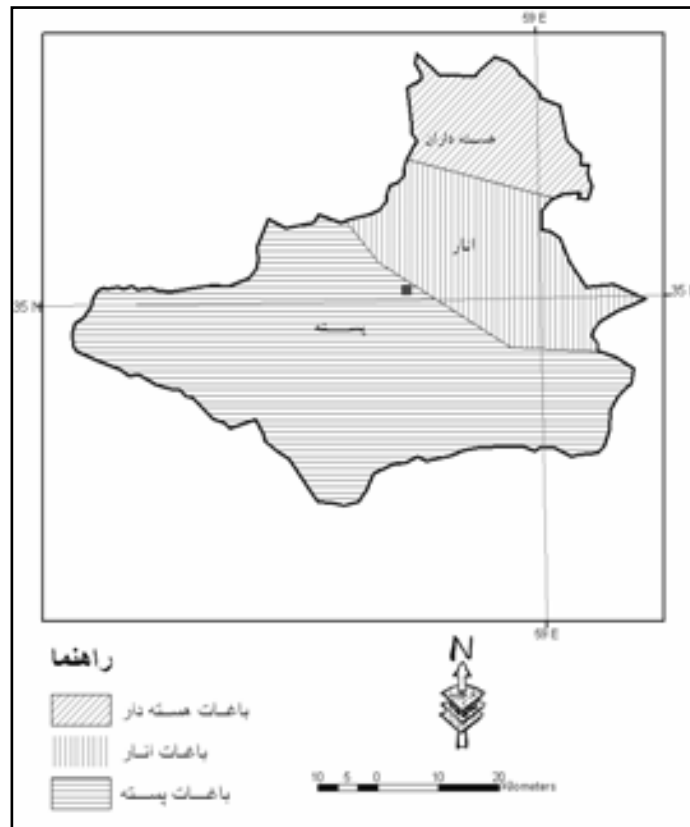 59 E
هسته داران
انار
35 N
35 N
پسته
59 E
راهنما
N
باغات هسته دار
باغات انار
باغات پسته
10 5 0 10 20
Kilometers